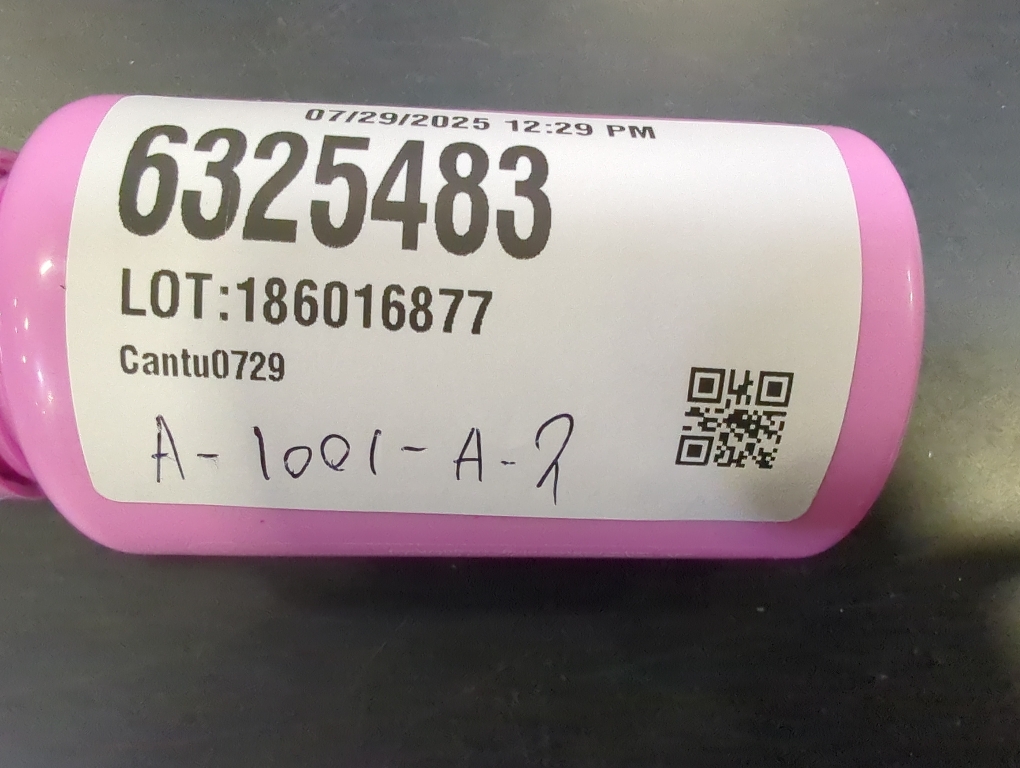 07/29/2025 12:29 PM
6325483
LOT:186016877
Cantu0729
A-1001-A-